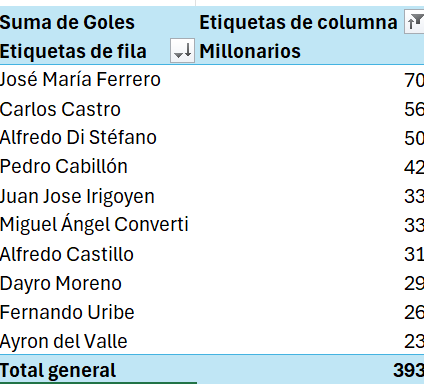 Suma de Goles Etiquetas de columna
Etiquetas de fila Millonarios
José María Ferrero 70
Carlos Castro 56
Alfredo Di Stéfano 50
Pedro Cabillón 42
Juan Jose Irigoyen 33
Miguel Ángel Converti 33
Alfredo Castillo 31
Dayro Moreno 29
Fernando Uribe 26
Ayron del Valle 23
Total general 393